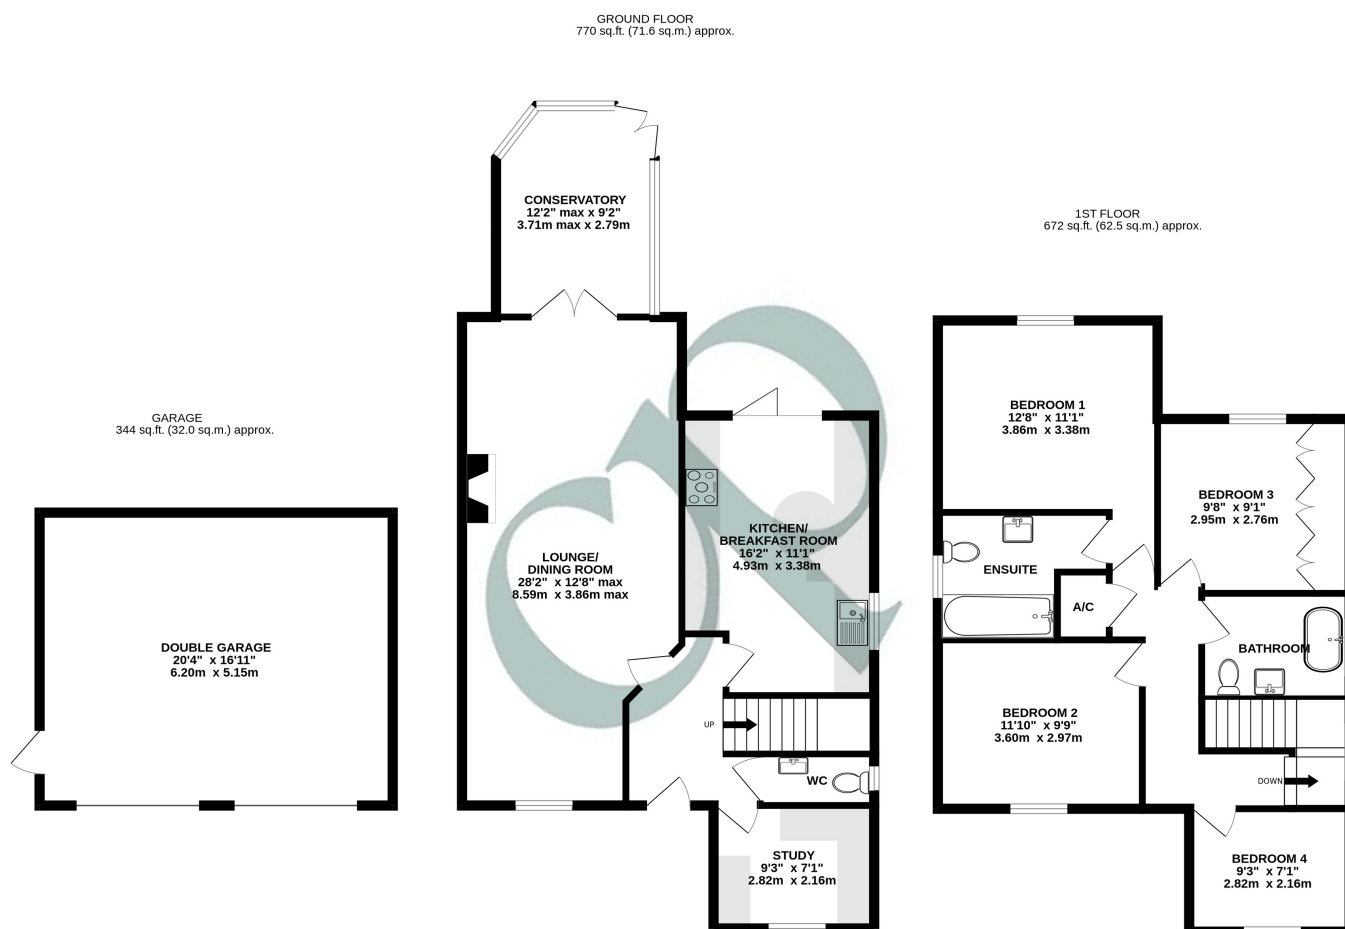 GROUND FLOOR
770 sq.ft. (71.6 sq.m.) approx.
CONSERVATORY
12'2" max x 9'2"
3.71m max x 2.79m
1ST FLOOR
672 sq.ft. (62.5 sq.m.) approx.
GARAGE
344 sq.ft. (32.0 sq.m.) approx.
BEDROOM 1
12'8" x 11'1"
3.86m x 3.38m
BEDROOM 3
9'8" x 9'1"
2.95m x 2.76m
KITCHEN/
BREAKFAST ROOM
16'2" x 11'1"
4.93m x 3.38m
LOUNGE/
DINING ROOM
28'2" x 12'8" max
8.59m x 3.86m max
ENSUITE
A/C
DOUBLE GARAGE
20'4" x 16'11"
6.20m x 5.15m
BATHROOM
BEDROOM 2
11'10" x 9'9"
3.60m x 2.97m
UP
WC
DOWN
STUDY
9'3" x 7'1"
2.82m x 2.16m
BEDROOM 4
9'3" x 7'1"
2.82m x 2.16m